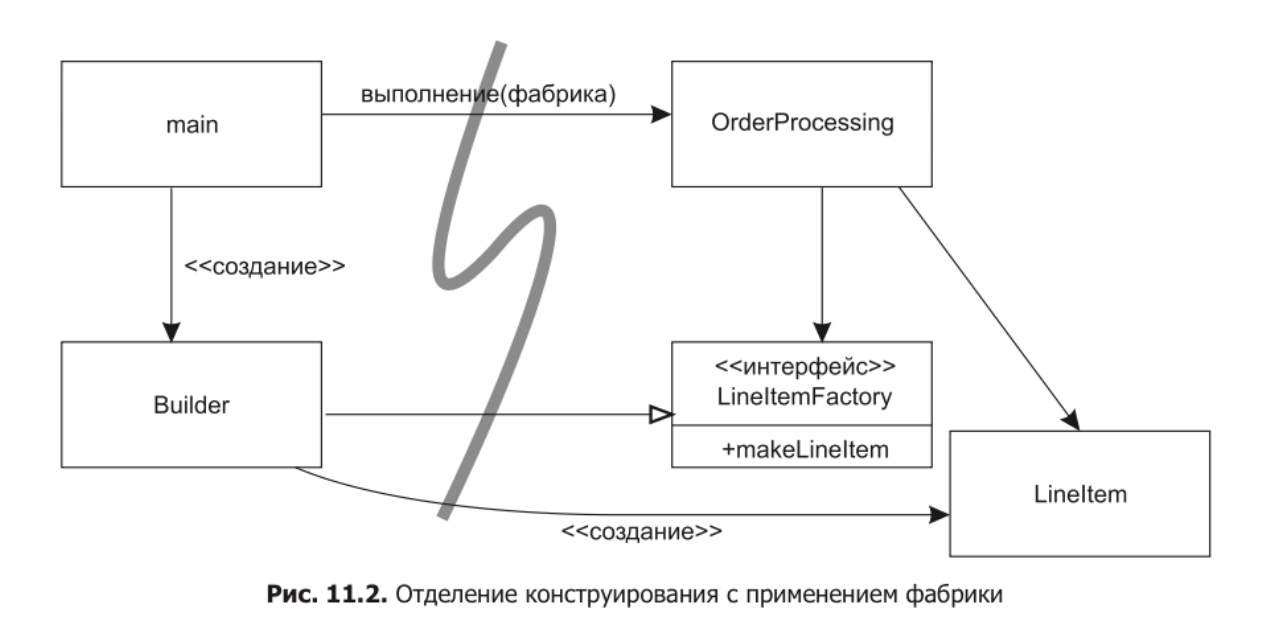 main
выполнение(фабрика)
OrderProcessing
<<создание>>
Builder
<<интерфейс>>
LineItemFactory
+makeLineItem
LineItem
<<создание>>
Рис. 11.2. Отделение конструирования с применением фабрики